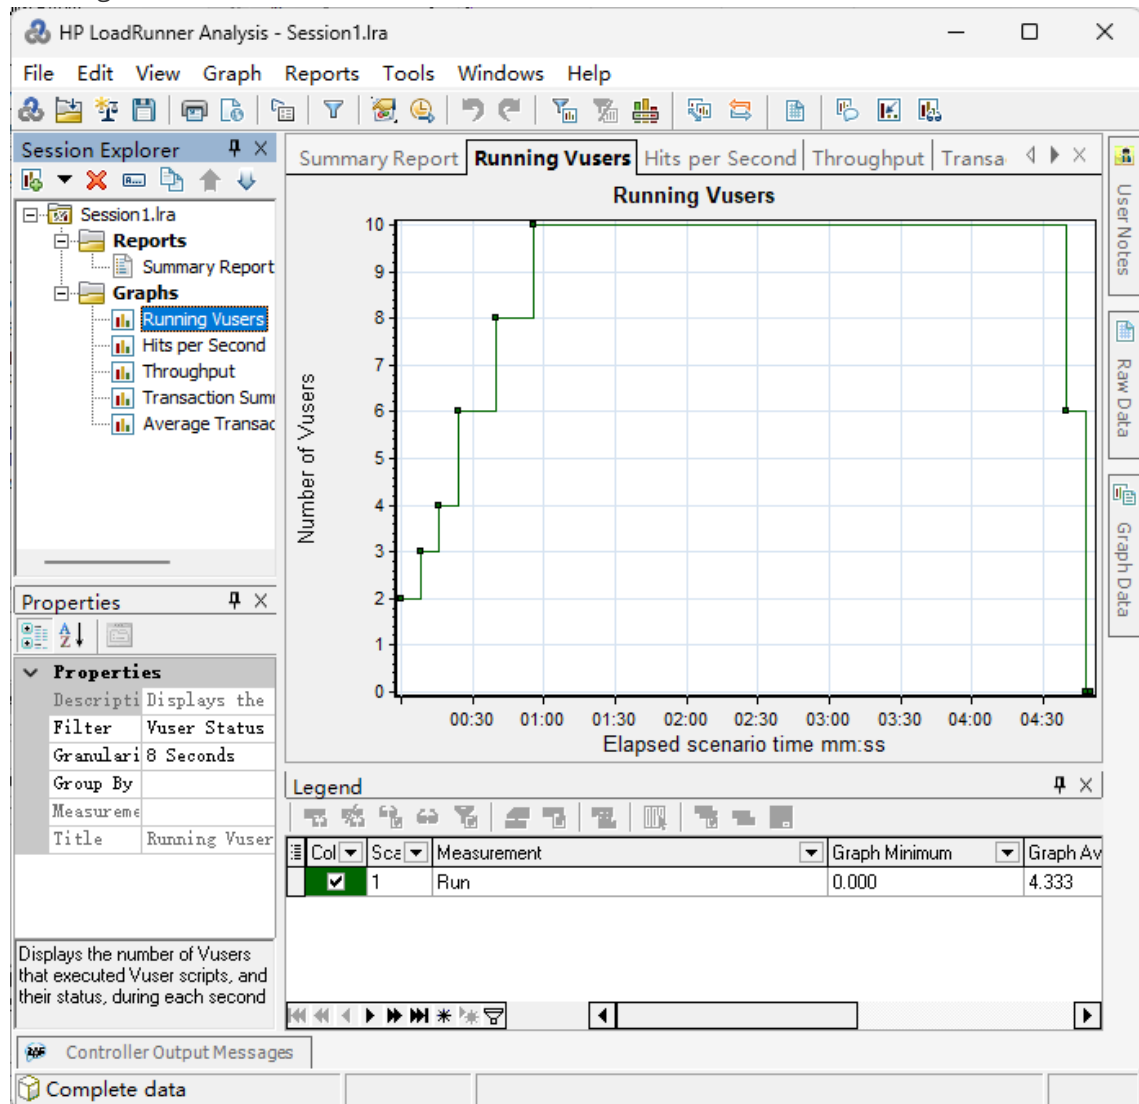 HP LoadRunner Analysis - Session1.lra
File Edit View Graph Reports Tools Windows Help
Session Explorer
Session1.lra
Reports
Summary Report
Graphs
Running Vusers
Hits per Second
Throughput
Transaction Sum
Average Transac
Properties
Properties
Descripti Displays the
Filter Vuser Status
Granulari 8 Seconds
Group By
Measureme
Title Running Vuser
Displays the number of Vusers
that executed Vuser scripts, and
their status, during each second
Summary Report Running Vusers Hits per Second Throughput Transa
Running Vusers
Number of Vusers
10
9
8
7
6
5
4
3
2
1
0
00:30 01:00 01:30 02:00 02:30 03:00 03:30 04:00 04:30
Elapsed scenario time mm:ss
User Notes
Raw Data
Graph Data
Legend
Col Sca Measurement Graph Minimum Graph Av
1 Run 0.000 4.333
Controller Output Messages
Complete data